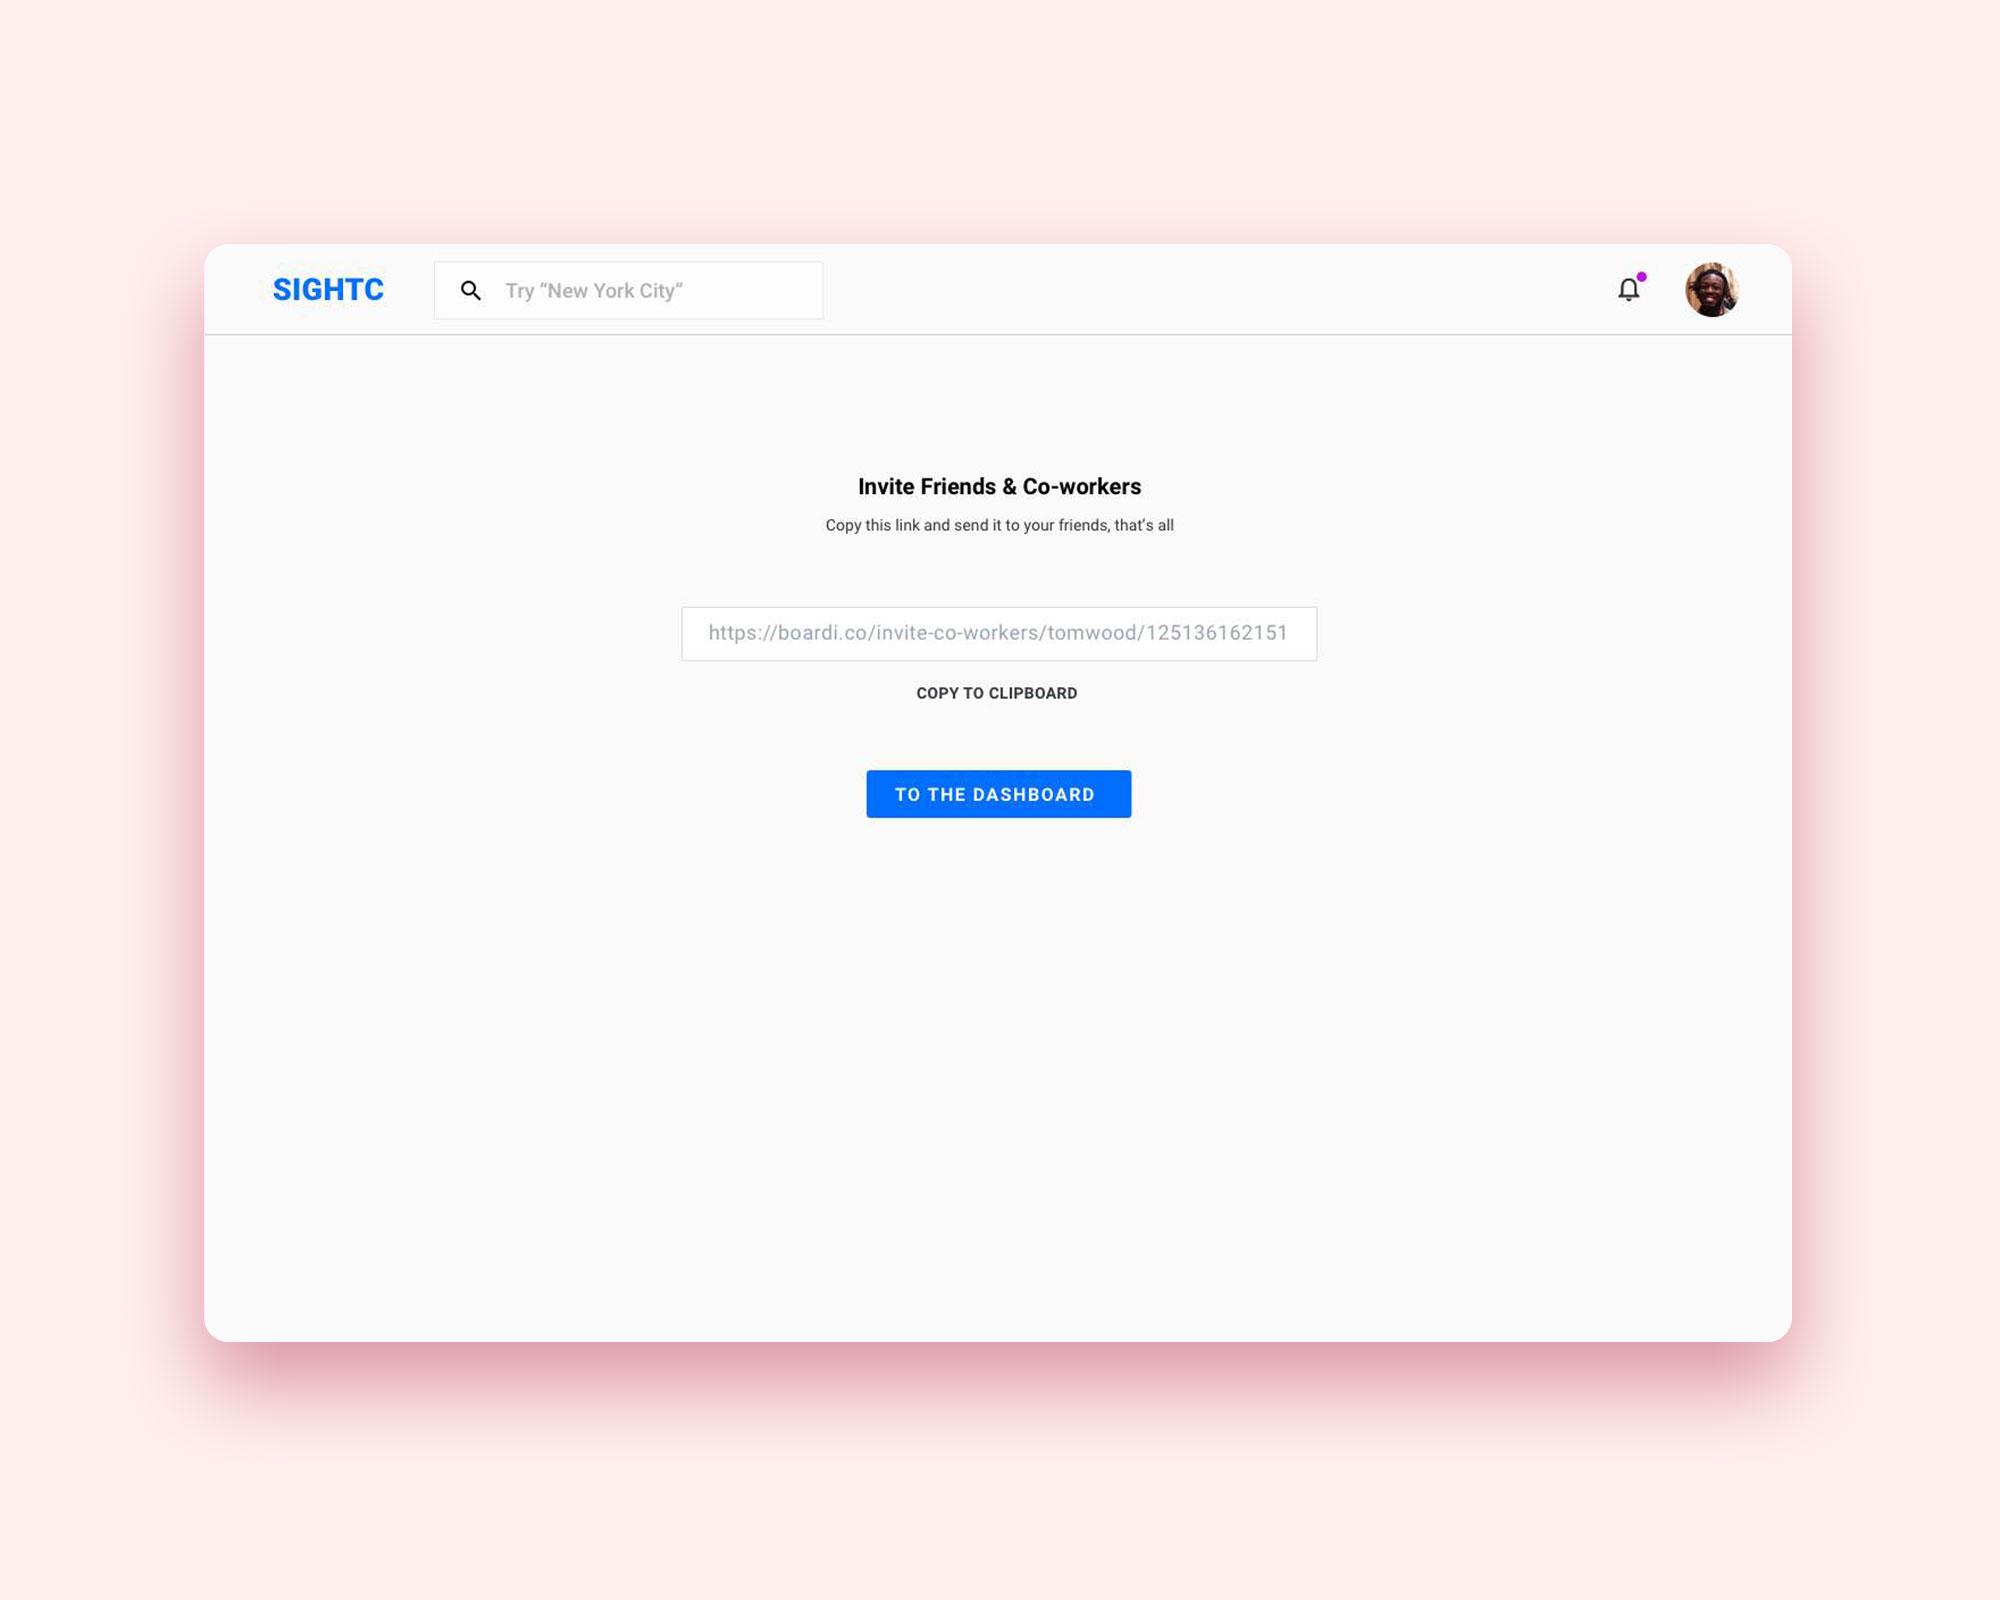 SIGHTC
Try “New York City”
Invite Friends & Co-workers
Copy this link and send it to your friends, that’s all
https://boardi.co/invite-co-workers/tomwood/125136162151
COPY TO CLIPBOARD
TO THE DASHBOARD